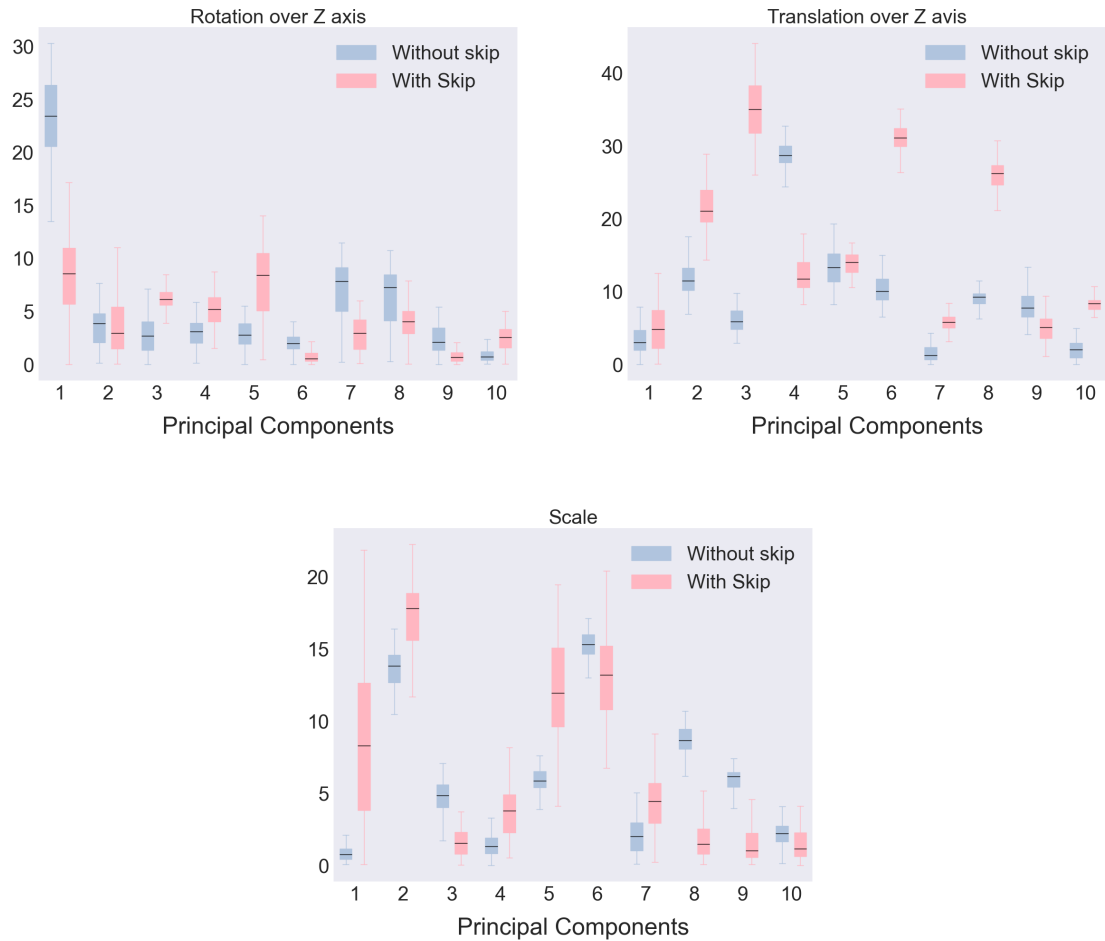 Rotation over Z axis
Without skip
With Skip
30
25
20
15
10
5
0
1 2 3 4 5 6 7 8 9 10
Principal Components
Translation over Z avis
Without skip
With Skip
40
30
20
10
0
1 2 3 4 5 6 7 8 9 10
Principal Components
Scale
Without skip
With Skip
20
15
10
5
0
1 2 3 4 5 6 7 8 9 10
Principal Components